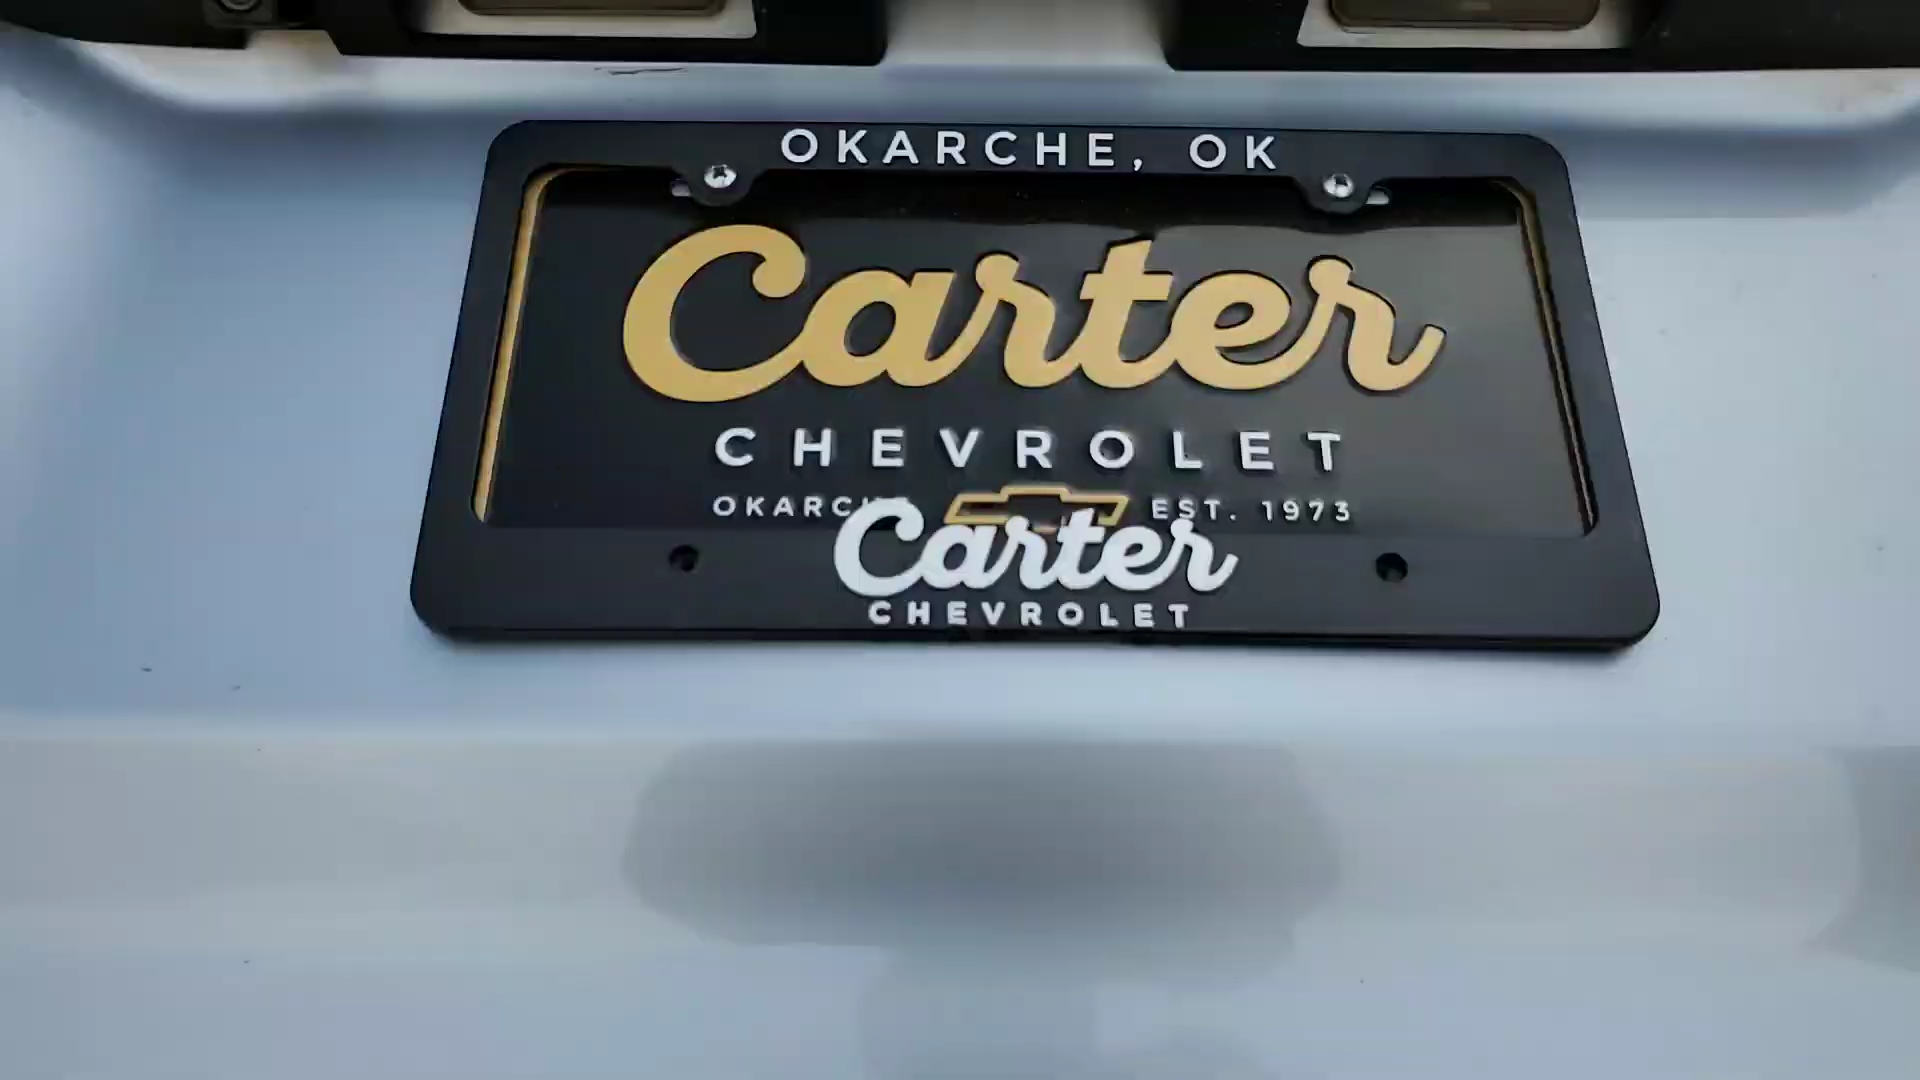 OKARCHE, OK
Carter
CHEVROLET
EST. 1973
Carter
CHEVROLET